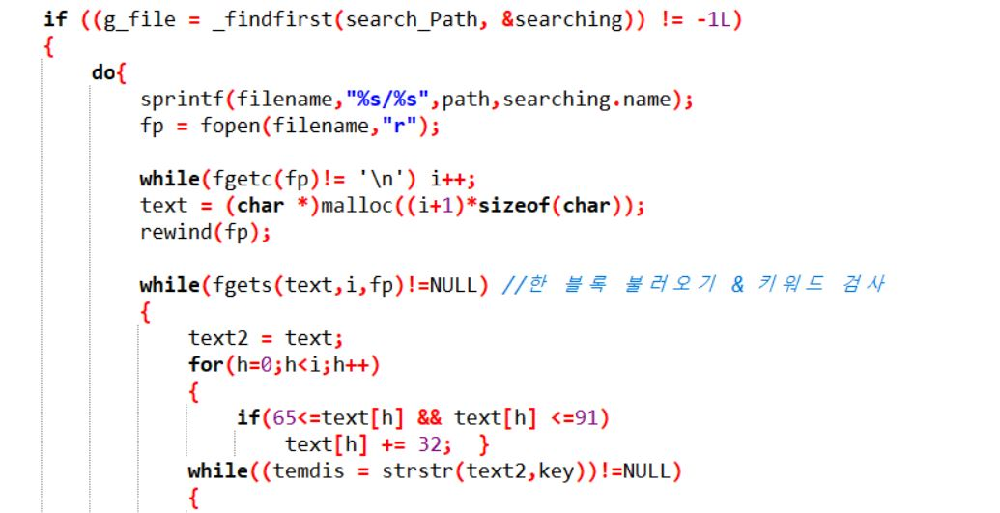 if ((g_file = _findfirst(search_Path, &searching)) != -1L)
{
do{
sprintf(filename,"%s/%s",path,searching.name);
fp = fopen(filename,"r");
while(fgetc(fp)!= '\n') i++;
text = (char *)malloc((i+1)*sizeof(char));
rewind(fp);
while(fgets(text,i,fp)!=NULL) //한 블록 불러오기 & 키워드 검사
{
text2 = text;
for(h=0;h<i;h++)
{
if(65<=text[h] && text[h] <=91)
text[h] += 32; }
while((temdis = strstr(text2,key))!=NULL)
{